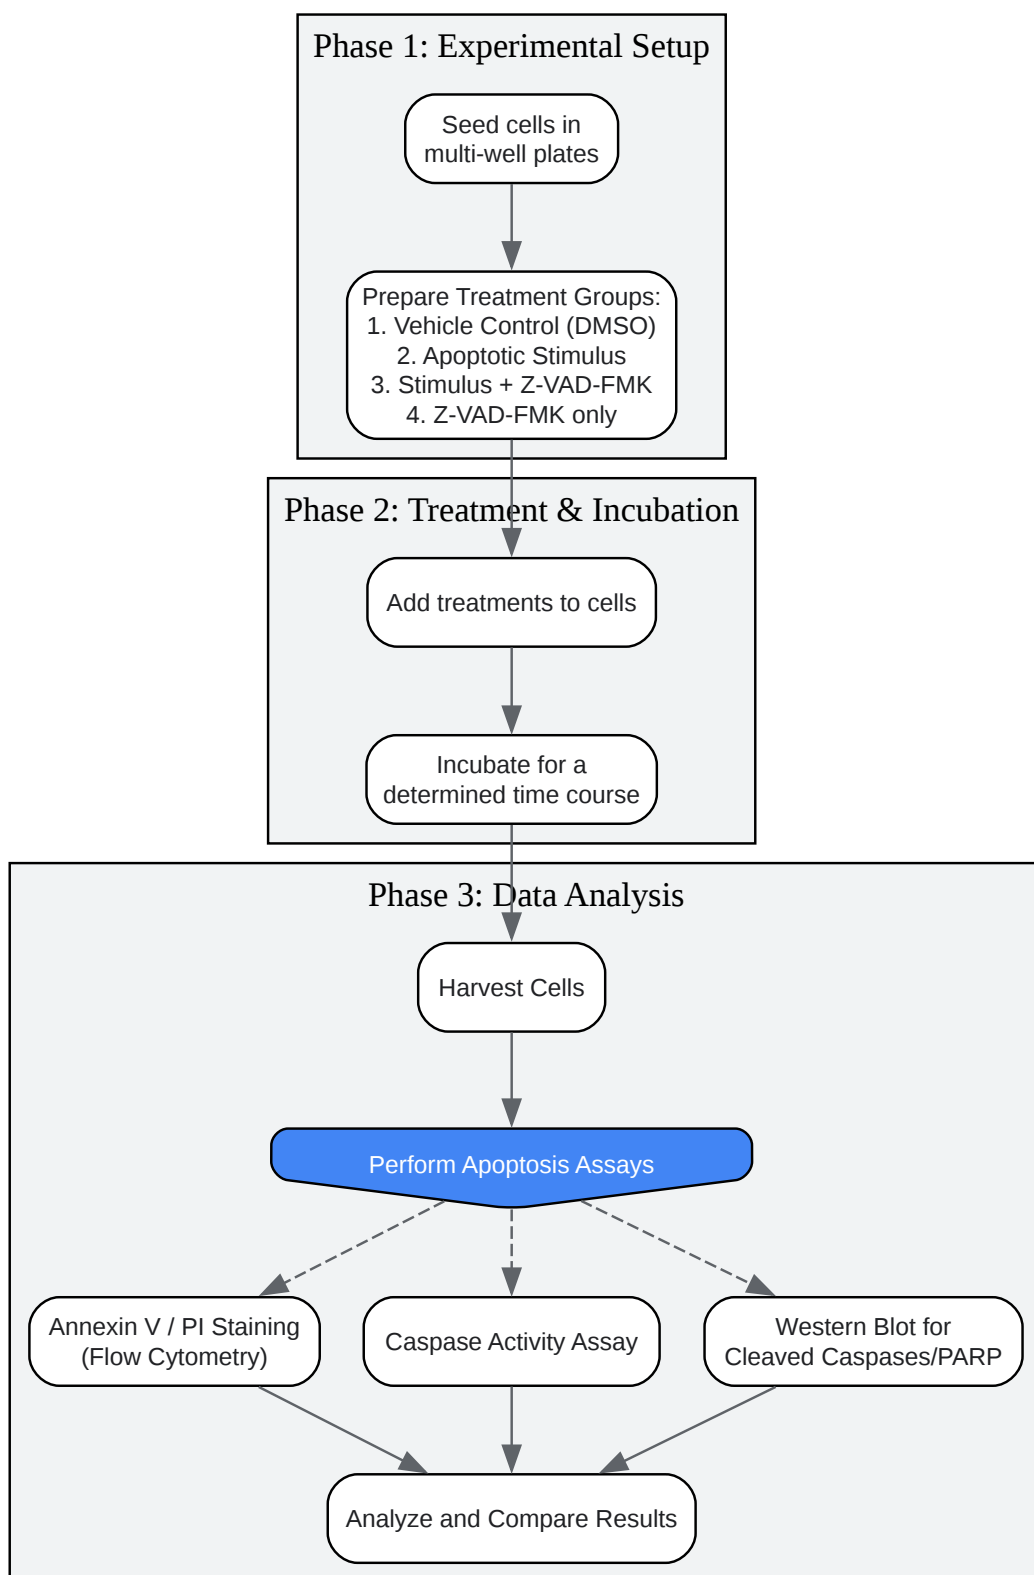 Phase 1: Experimental Setup
Seed cells in
multi-well plates
Prepare Treatment Groups:
1. Vehicle Control (DMSO)
2. Apoptotic Stimulus
3. Stimulus + Z-VAD-FMK
4. Z-VAD-FMK only
Phase 2: Treatment & Incubation
Add treatments to cells
Incubate for a
determined time course
Phase 3: Data Analysis
Harvest Cells
Perform Apoptosis Assays
Annexin V / PI Staining
(Flow Cytometry)
Caspase Activity Assay
Western Blot for
Cleaved Caspases/PARP
Analyze and Compare Results